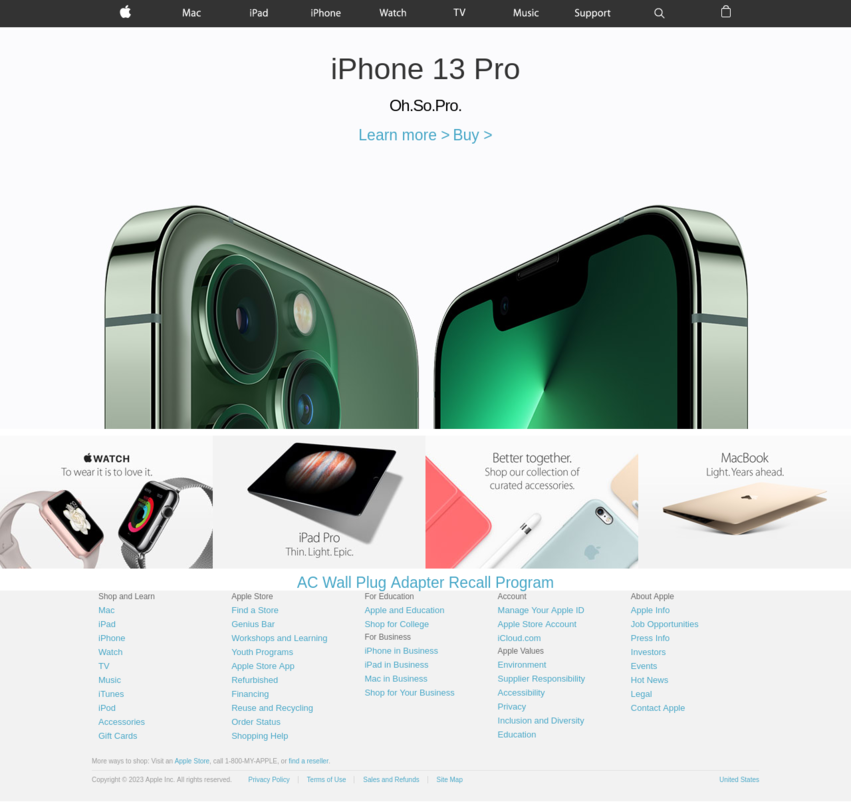 Mac iPad iPhone Watch TV Music Support
iPhone 13 Pro
Oh.So.Pro.
Learn more > Buy >
WATCH
To wear it is to love it.
iPad Pro
Thin. Light. Epic.
Better together.
Shop our collection of
curated accessories.
MacBook
Light. Years ahead.
AC Wall Plug Adapter Recall Program
Shop and Learn
Mac
iPad
iPhone
Watch
TV
Music
iTunes
iPod
Accessories
Gift Cards
Apple Store
Find a Store
Genius Bar
Workshops and Learning
Youth Programs
Apple Store App
Refurbished
Financing
Reuse and Recycling
Order Status
Shopping Help
For Education
Apple and Education
Shop for College
For Business
iPhone in Business
iPad in Business
Mac in Business
Shop for Your Business
Account
Manage Your Apple ID
Apple Store Account
iCloud.com
Apple Values
Environment
Supplier Responsibility
Accessibility
Privacy
Inclusion and Diversity
Education
About Apple
Apple Info
Job Opportunities
Press Info
Investors
Events
Hot News
Legal
Contact Apple
More ways to shop: Visit an Apple Store, call 1-800-MY-APPLE, or find a reseller.
Copyright © 2023 Apple Inc. All rights reserved. Privacy Policy Terms of Use Sales and Refunds Site Map United States